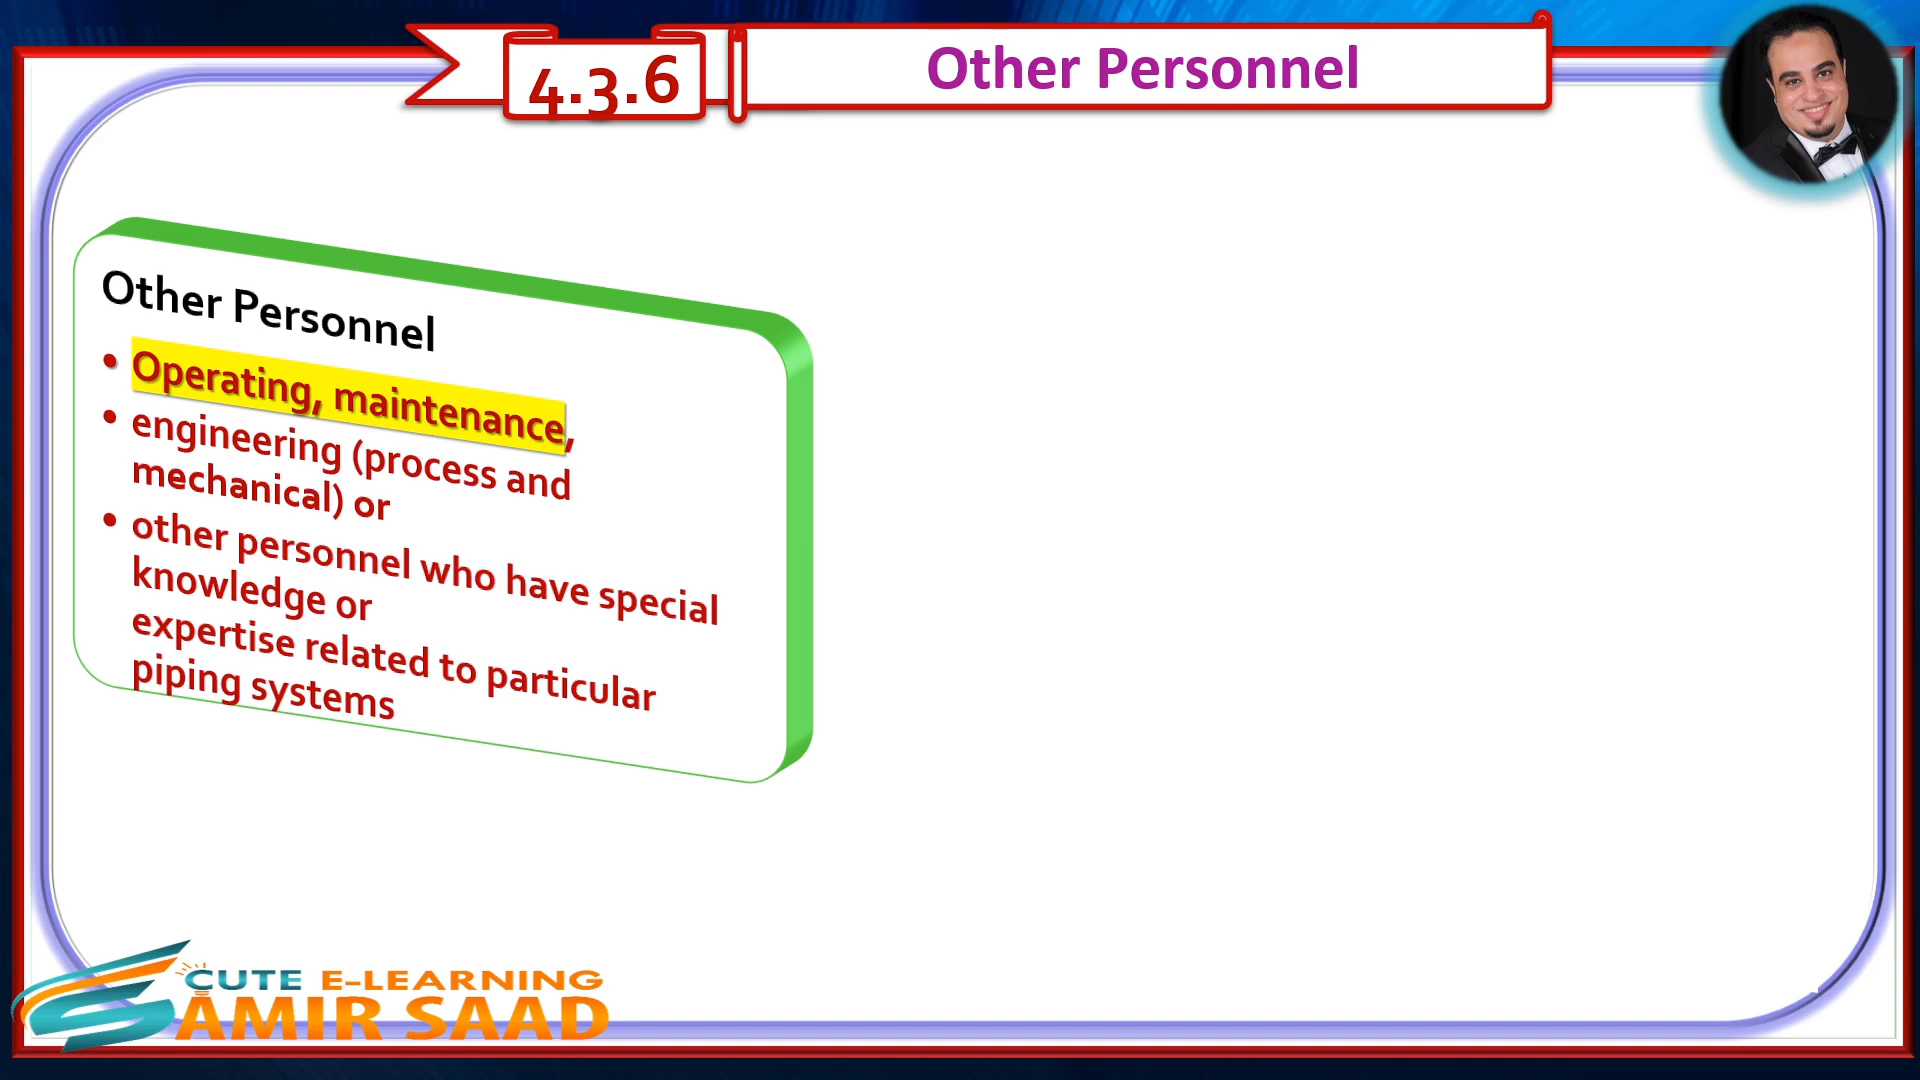 4.3.6
Other Personnel
Other Personnel
• Operating, maintenance,
• engineering (process and
mechanical) or
• other personnel who have special
knowledge or
expertise related to particular
piping systems
CUTE E-LEARNING
AMIR SAAD